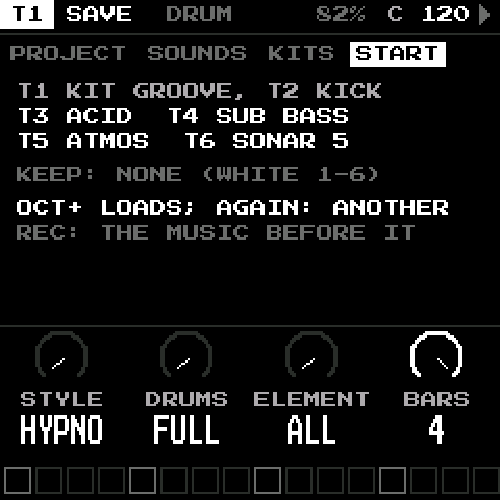 T1 SAVE DRUM 82% C 120
PROJECT SOUNDS KITS START
T1 KIT GROOVE, T2 KICK
T3 ACID T4 SUB BASS
T5 ATMOS T6 SONAR 5
KEEP: NONE (WHITE 1-6)
OCT+ LOADS; AGAIN: ANOTHER
REC: THE MUSIC BEFORE IT
STYLE DRUMS ELEMENT BARS
HYPNO FULL ALL 4